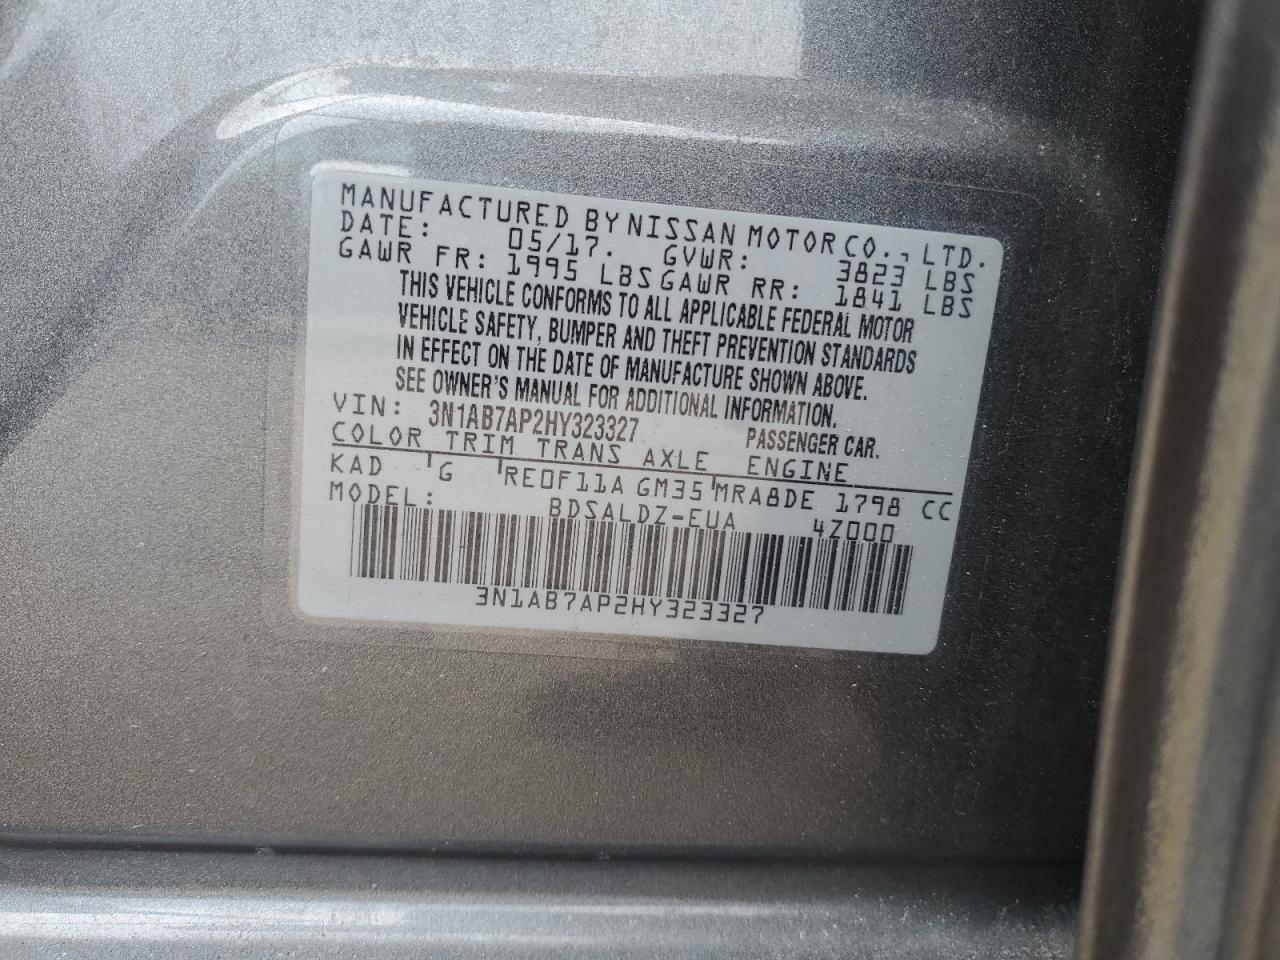 MANUFACTURED BY NISSAN MOTOR CO., LTD.
DATE: 05/17. GVWR: 3823 LBS
GAWR FR: 1995 LBS GAWR RR: 1841 LBS
THIS VEHICLE CONFORMS TO ALL APPLICABLE FEDERAL MOTOR
VEHICLE SAFETY, BUMPER AND THEFT PREVENTION STANDARDS
IN EFFECT ON THE DATE OF MANUFACTURE SHOWN ABOVE.
SEE OWNER'S MANUAL FOR ADDITIONAL INFORMATION.
VIN: 3N1AB7AP2HY323327 PASSENGER CAR.
COLOR TRIM TRANS AXLE ENGINE
KAD G RE0F11A GM35 MRA8DE 1798 CC
MODEL: BDSALDZ-EUA 4Z000
3N1AB7AP2HY323327